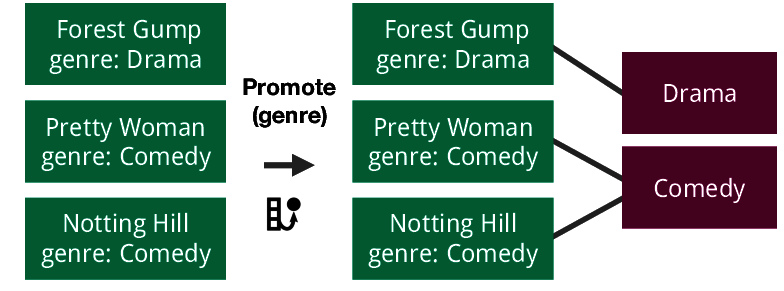 Forest Gump
genre: Drama
Pretty Woman
genre: Comedy
Notting Hill
genre: Comedy
Promote
(genre)
Forest Gump
genre: Drama
Pretty Woman
genre: Comedy
Notting Hill
genre: Comedy
Drama
Comedy